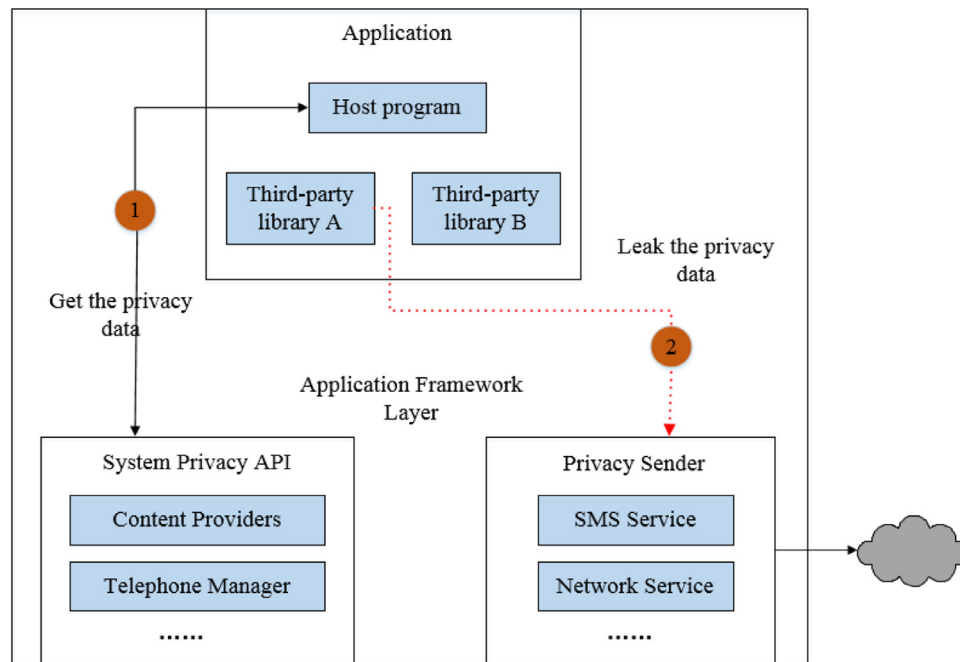 Application
Host program
Third-party
library A
Third-party
library B
1
Leak the privacy
data
Get the privacy
data
2
Application Framework
Layer
System Privacy API
Content Providers
Telephone Manager
......
Privacy Sender
SMS Service
Network Service
......